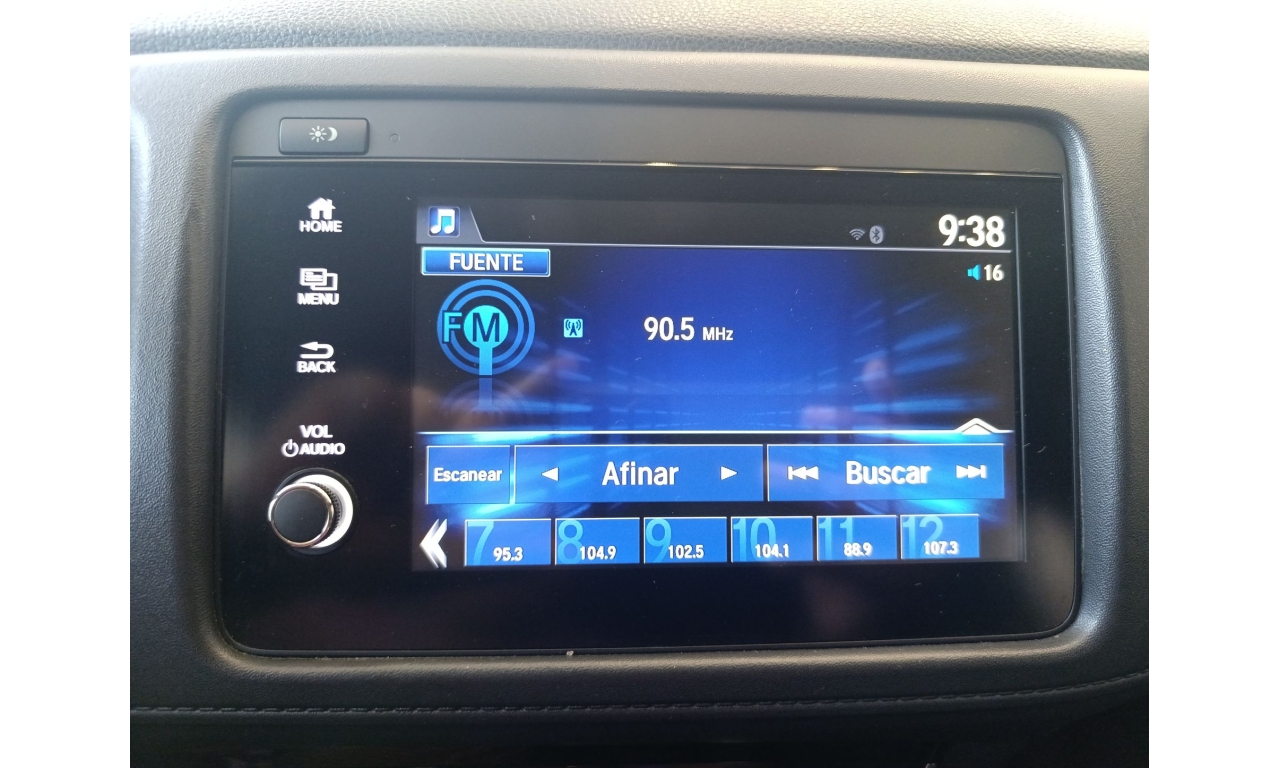 HOME
MENU
BACK
VOL
AUDIO
9:38
FUENTE
16
FM
90.5 MHz
Escanear
Afinar
Buscar
7 95.3
8 104.9
9 102.5
10 104.1
11 88.9
12 107.3